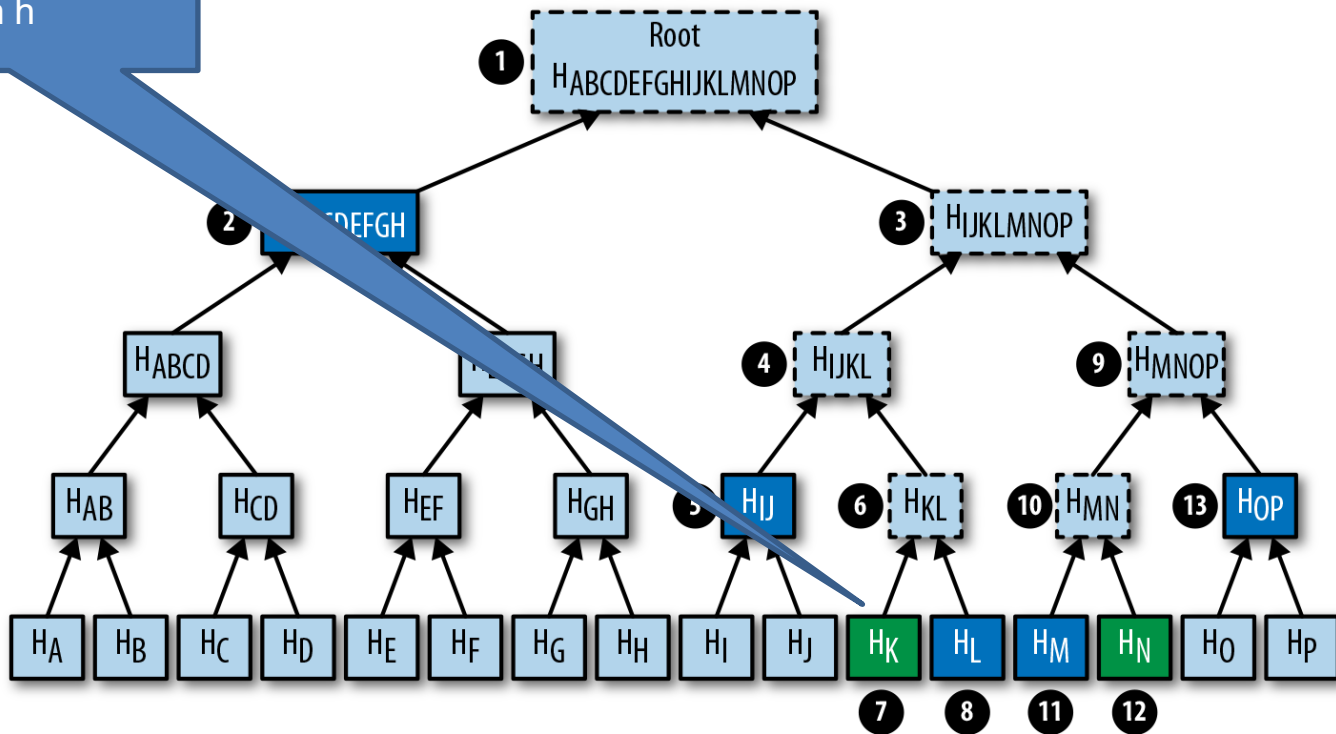 h
Root
1
HABCDEFGHIJKLMNOP
2
DEFGH
3
HIJKLMNOP
HABCD
4
HIJKL
9
HMNOP
HAB
HCD
HEF
HGH
5
HIJ
6
HKL
10
HMN
13
HOP
HA
HB
HC
HD
HE
HF
HG
HH
HI
HJ
HK
HL
HM
HN
HO
HP
7
8
11
12